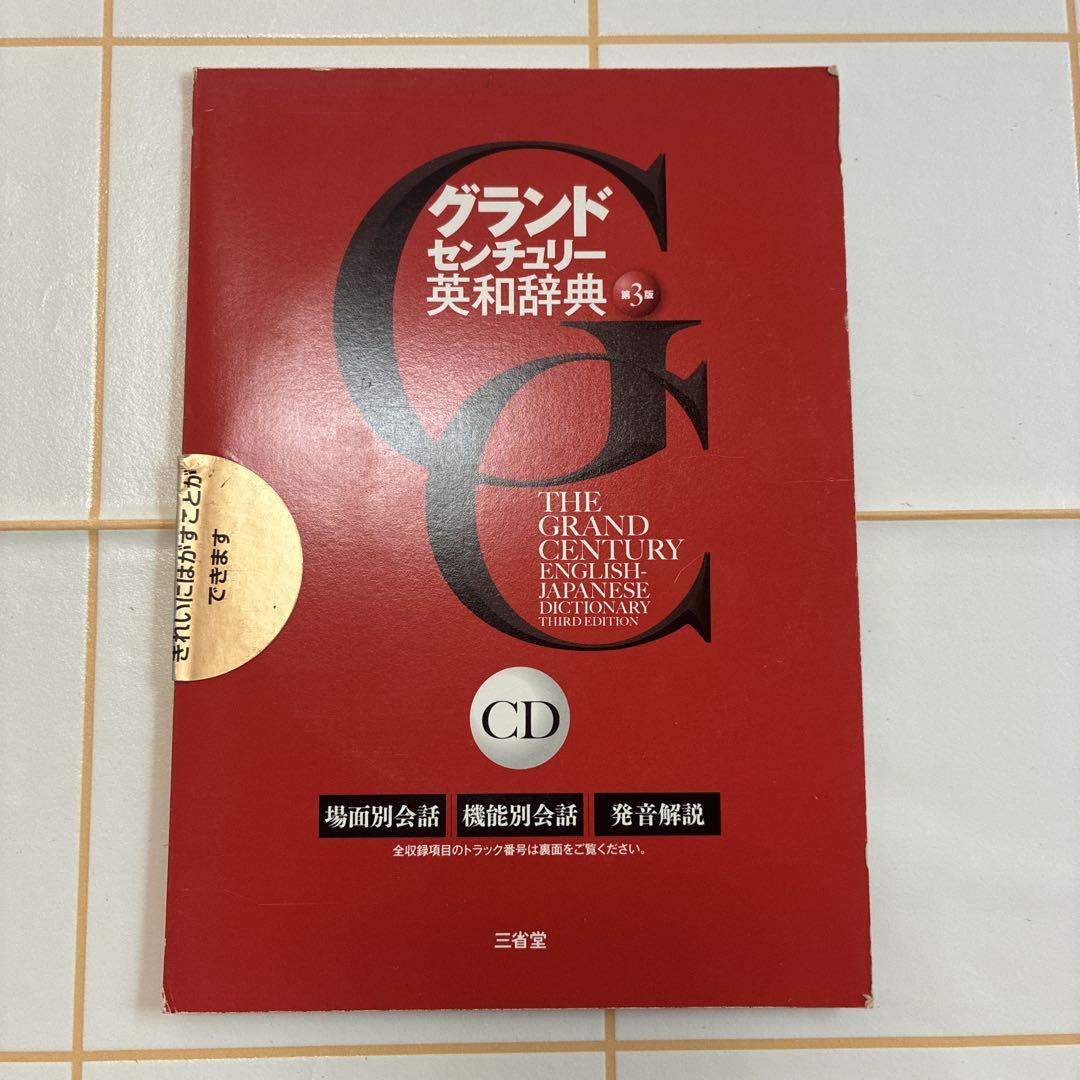 グランド
センチュリー
英和辞典
第3版
THE
GRAND
CENTURY
ENGLISH-
JAPANESE
DICTIONARY
THIRD EDITION
きれいにはがすことが
できます
CD
場面別会話 機能別会話 発音解説
全収録項目のトラック番号は裏面をご覧ください。
三省堂